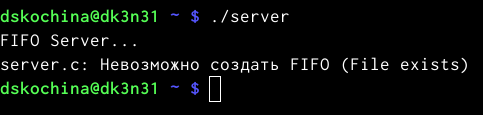 dskochina@dk3n31 ~ $ ./server
FIFO Server...
server.c: Невозможно создать FIFO (File exists)
dskochina@dk3n31 ~ $